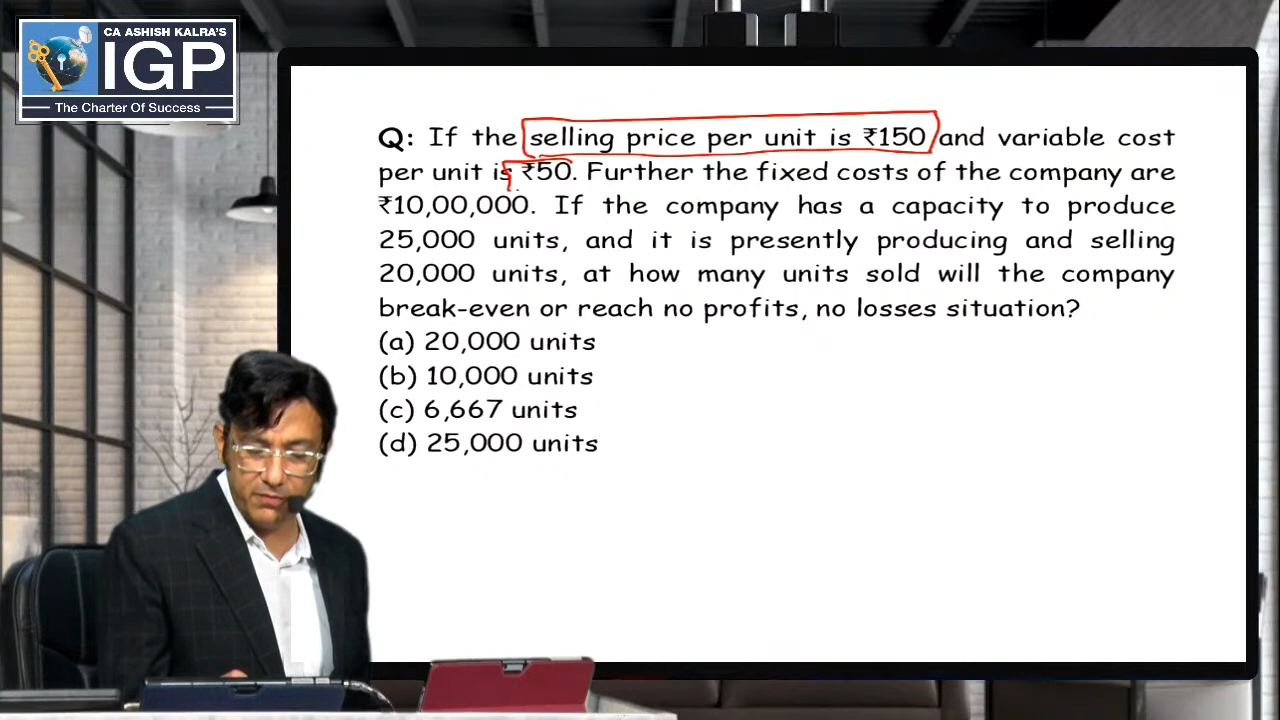 CA ASHISH KALRA'S
IGP
The Charter Of Success
Q: If the selling price per unit is ₹150 and variable cost
per unit is ₹50. Further the fixed costs of the company are
₹10,00,000. If the company has a capacity to produce
25,000 units, and it is presently producing and selling
20,000 units, at how many units sold will the company
break-even or reach no profits, no losses situation?
(a) 20,000 units
(b) 10,000 units
(c) 6,667 units
(d) 25,000 units